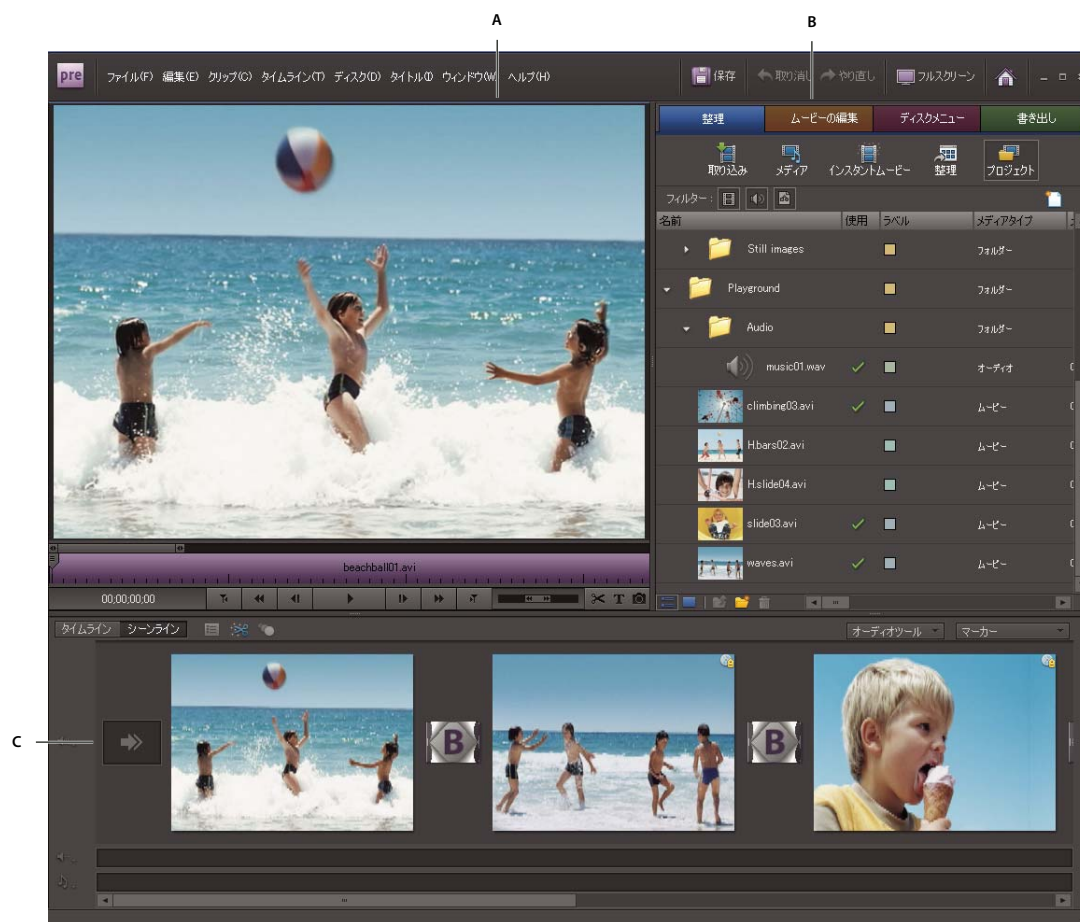 A
B
pre
ファイル(F) 編集(E) クリップ(C) タイムライン(T) ディスク(D) タイトル(I) ウィンドウ(W) ヘルプ(H)
保存 取り消し やり直し フルスクリーン
整理 ムービーの編集 ディスクメニュー 書き出し
取り込み メディア インスタントムービー 整理 プロジェクト
フィルター:
名前 使用 ラベル メディアタイプ
Still images フォルダー
Playground フォルダー
Audio フォルダー
music01.wav オーディオ
climbing03.avi ムービー
H.bars02.avi ムービー
H.slide04.avi ムービー
slide03.avi ムービー
waves.avi ムービー
beachball01.avi
00;00;00;00
T
タイムライン シーンライン
オーディオツール マーカー
C
B
B